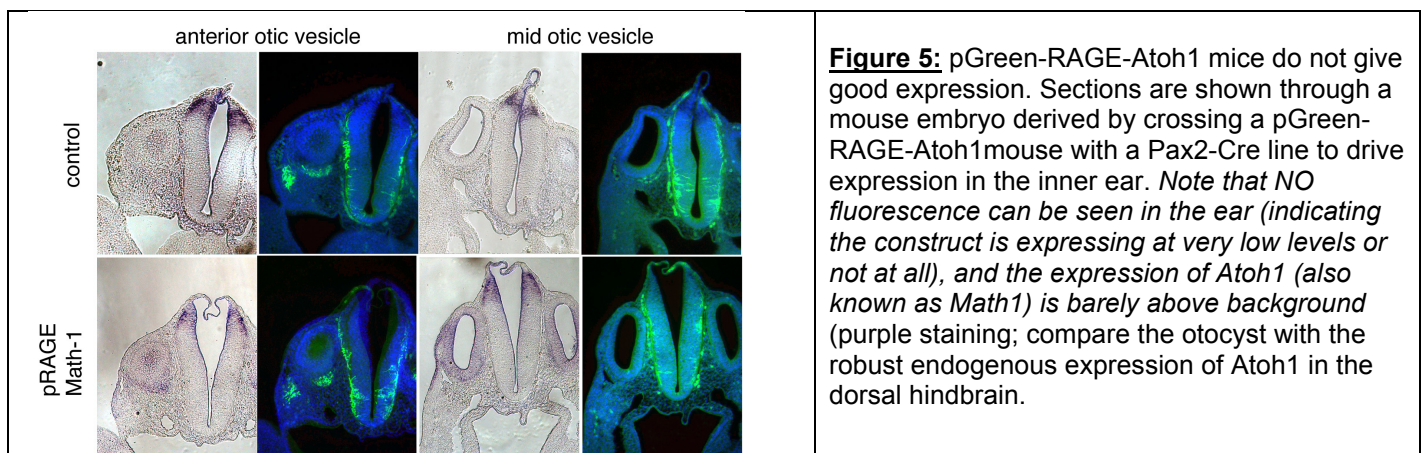 anterior otic vesicle
mid otic vesicle
control
pRAGE
Math-1
Figure 5: pGreen-RAGE-Atoh1 mice do not give
good expression. Sections are shown through a
mouse embryo derived by crossing a pGreen-
RAGE-Atoh1mouse with a Pax2-Cre line to drive
expression in the inner ear. Note that NO
fluorescence can be seen in the ear (indicating
the construct is expressing at very low levels or
not at all), and the expression of Atoh1 (also
known as Math1) is barely above background
(purple staining; compare the otocyst with the
robust endogenous expression of Atoh1 in the
dorsal hindbrain.